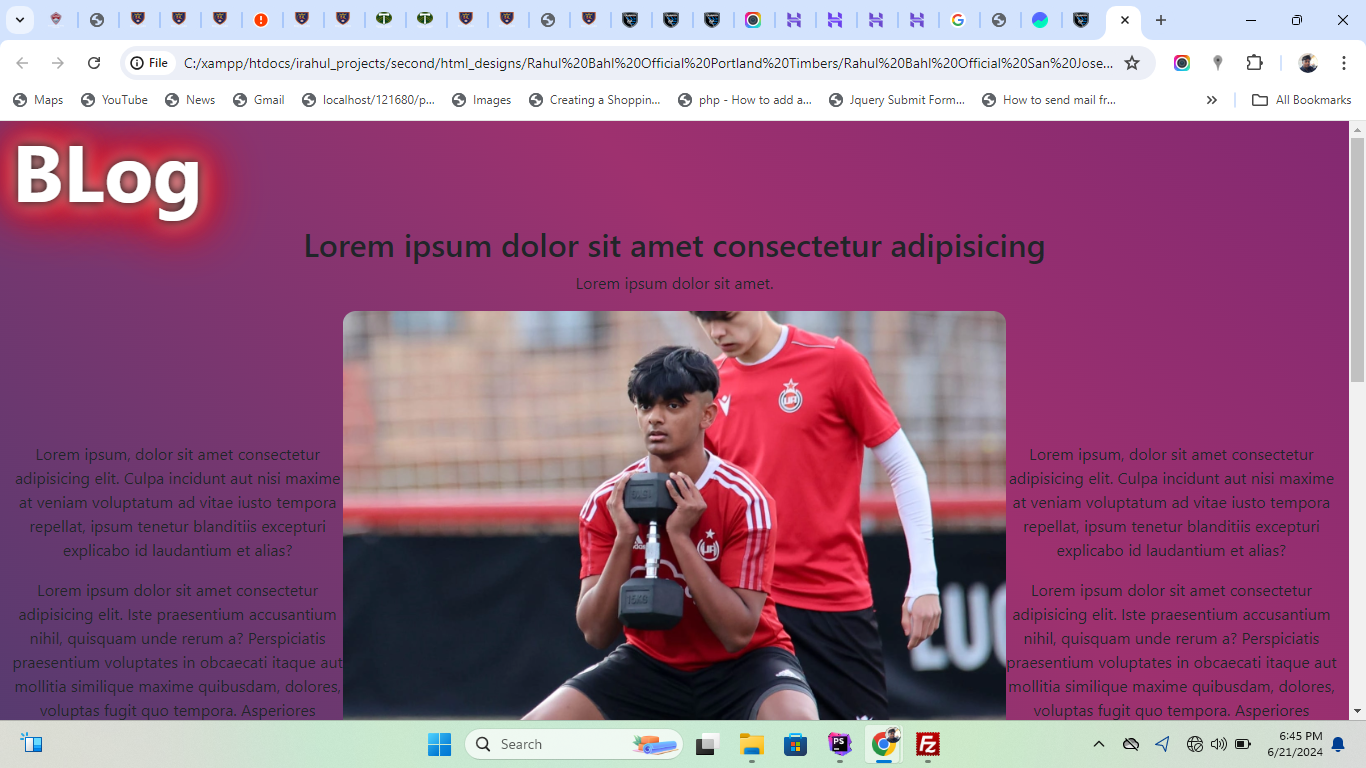 File
C:/xampp/htdocs/irahul_projects/second/html_designs/Rahul%20Bahl%20Official%20Portland%20Timbers/Rahul%20Bahl%20Official%20San%20Jose...
Maps
YouTube
News
Gmail
localhost/121680/p...
Images
Creating a Shoppin...
php - How to add a...
Jquery Submit Form...
How to send mail fr...
All Bookmarks
BLog
Lorem ipsum dolor sit amet consectetur adipisicing
Lorem ipsum dolor sit amet.
Lorem ipsum, dolor sit amet consectetur
adipisicing elit. Culpa incidunt aut nisi maxime
at veniam voluptatum ad vitae iusto tempora
repellat, ipsum tenetur blanditiis excepturi
explicabo id laudantium et alias?
Lorem ipsum dolor sit amet consectetur
adipisicing elit. Iste praesentium accusantium
nihil, quisquam unde rerum a? Perspiciatis
praesentium voluptates in obcaecati itaque aut
mollitia similique maxime quibusdam, dolores,
voluptas fugit quo tempora. Asperiores
adidas
LUC
Lorem ipsum, dolor sit amet consectetur
adipisicing elit. Culpa incidunt aut nisi maxime
at veniam voluptatum ad vitae iusto tempora
repellat, ipsum tenetur blanditiis excepturi
explicabo id laudantium et alias?
Lorem ipsum dolor sit amet consectetur
adipisicing elit. Iste praesentium accusantium
nihil, quisquam unde rerum a? Perspiciatis
praesentium voluptates in obcaecati itaque aut
mollitia similique maxime quibusdam, dolores,
voluptas fugit quo tempora. Asperiores
Search
PS
FZ
6:45 PM
6/21/2024